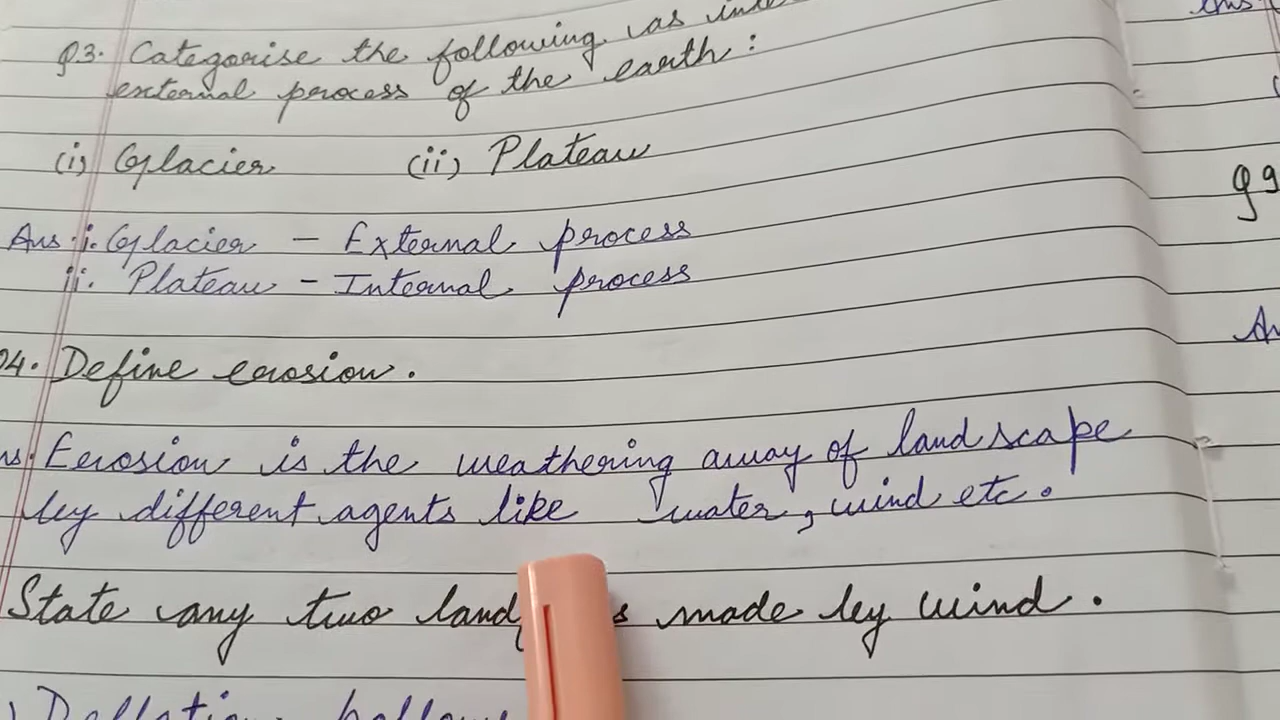 Q3. Categorise the following as
external process of the earth:
(i) Glacier (ii) Plateau
Ans i. Glacier - External process
ii. Plateau - Internal process
Q4. Define erosion.
Erosion is the weathering away of landscape
by different agents like water, wind etc.
State any two made by wind.
Q9